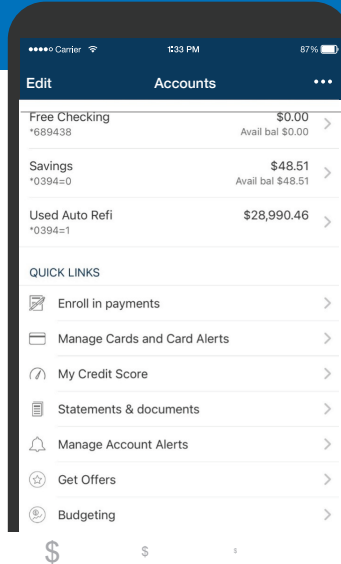 ●●●●○ Carrier 1:33 PM 87%
Edit Accounts •••
Free Checking $0.00
*689438 Avail bal $0.00
Savings $48.51
*0394=0 Avail bal $48.51
Used Auto Refi $28,990.46
*0394=1
QUICK LINKS
Enroll in payments
Manage Cards and Card Alerts
My Credit Score
Statements & documents
Manage Account Alerts
Get Offers
Budgeting
$ $ $